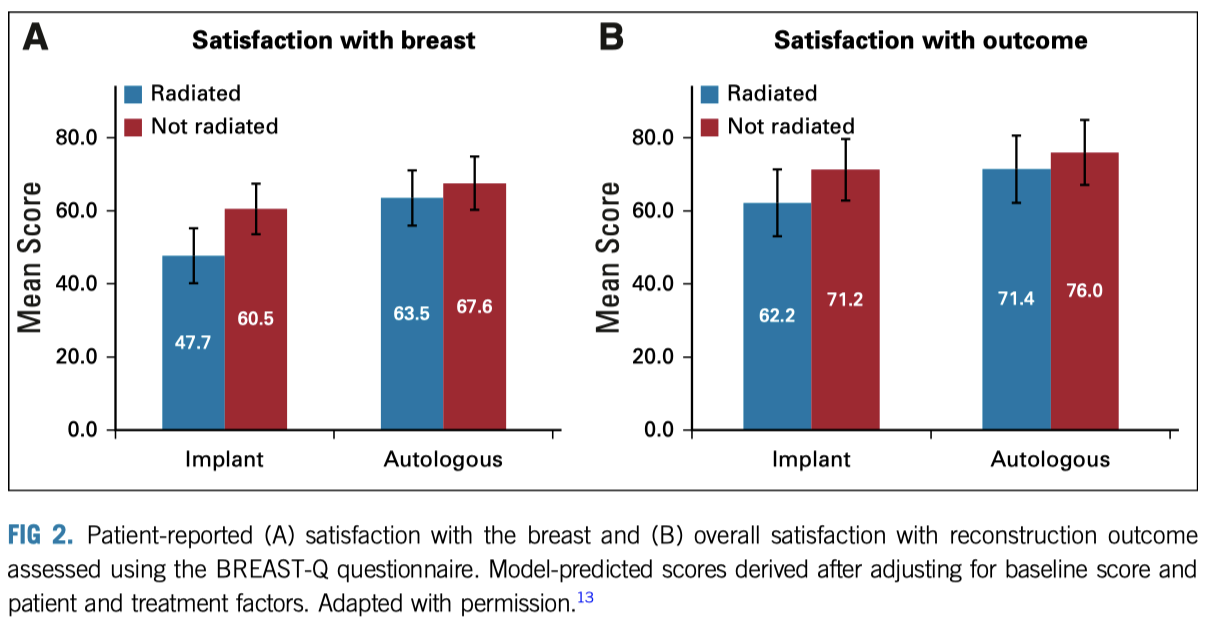 A
Satisfaction with breast
Radiated
Not radiated
Mean Score
80.0
60.0
40.0
20.0
0.0
47.7
60.5
63.5
67.6
Implant
Autologous
B
Satisfaction with outcome
Radiated
Not radiated
Mean Score
80.0
60.0
40.0
20.0
0.0
62.2
71.2
71.4
76.0
Implant
Autologous
FIG 2. Patient-reported (A) satisfaction with the breast and (B) overall satisfaction with reconstruction outcome
assessed using the BREAST-Q questionnaire. Model-predicted scores derived after adjusting for baseline score and
patient and treatment factors. Adapted with permission.13